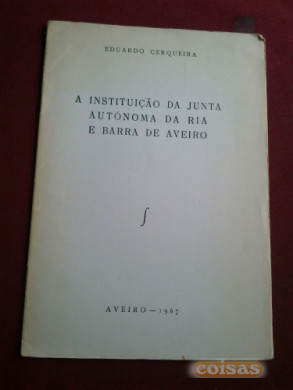 EDUARDO CERQUEIRA
A INSTITUIÇÃO DA JUNTA
AUTÓNOMA DA RIA
E BARRA DE AVEIRO
∫
AVEIRO — 1967
coisas